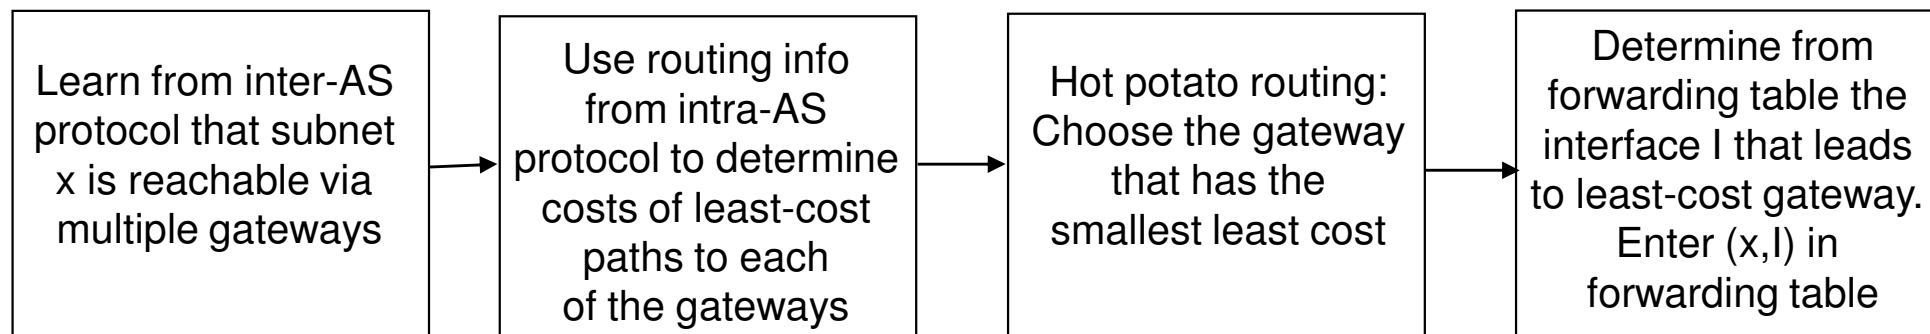 Learn from inter-AS
protocol that subnet
x is reachable via
multiple gateways
Use routing info
from intra-AS
protocol to determine
costs of least-cost
paths to each
of the gateways
Hot potato routing:
Choose the gateway
that has the
smallest least cost
Determine from
forwarding table the
interface I that leads
to least-cost gateway.
Enter (x,I) in
forwarding table